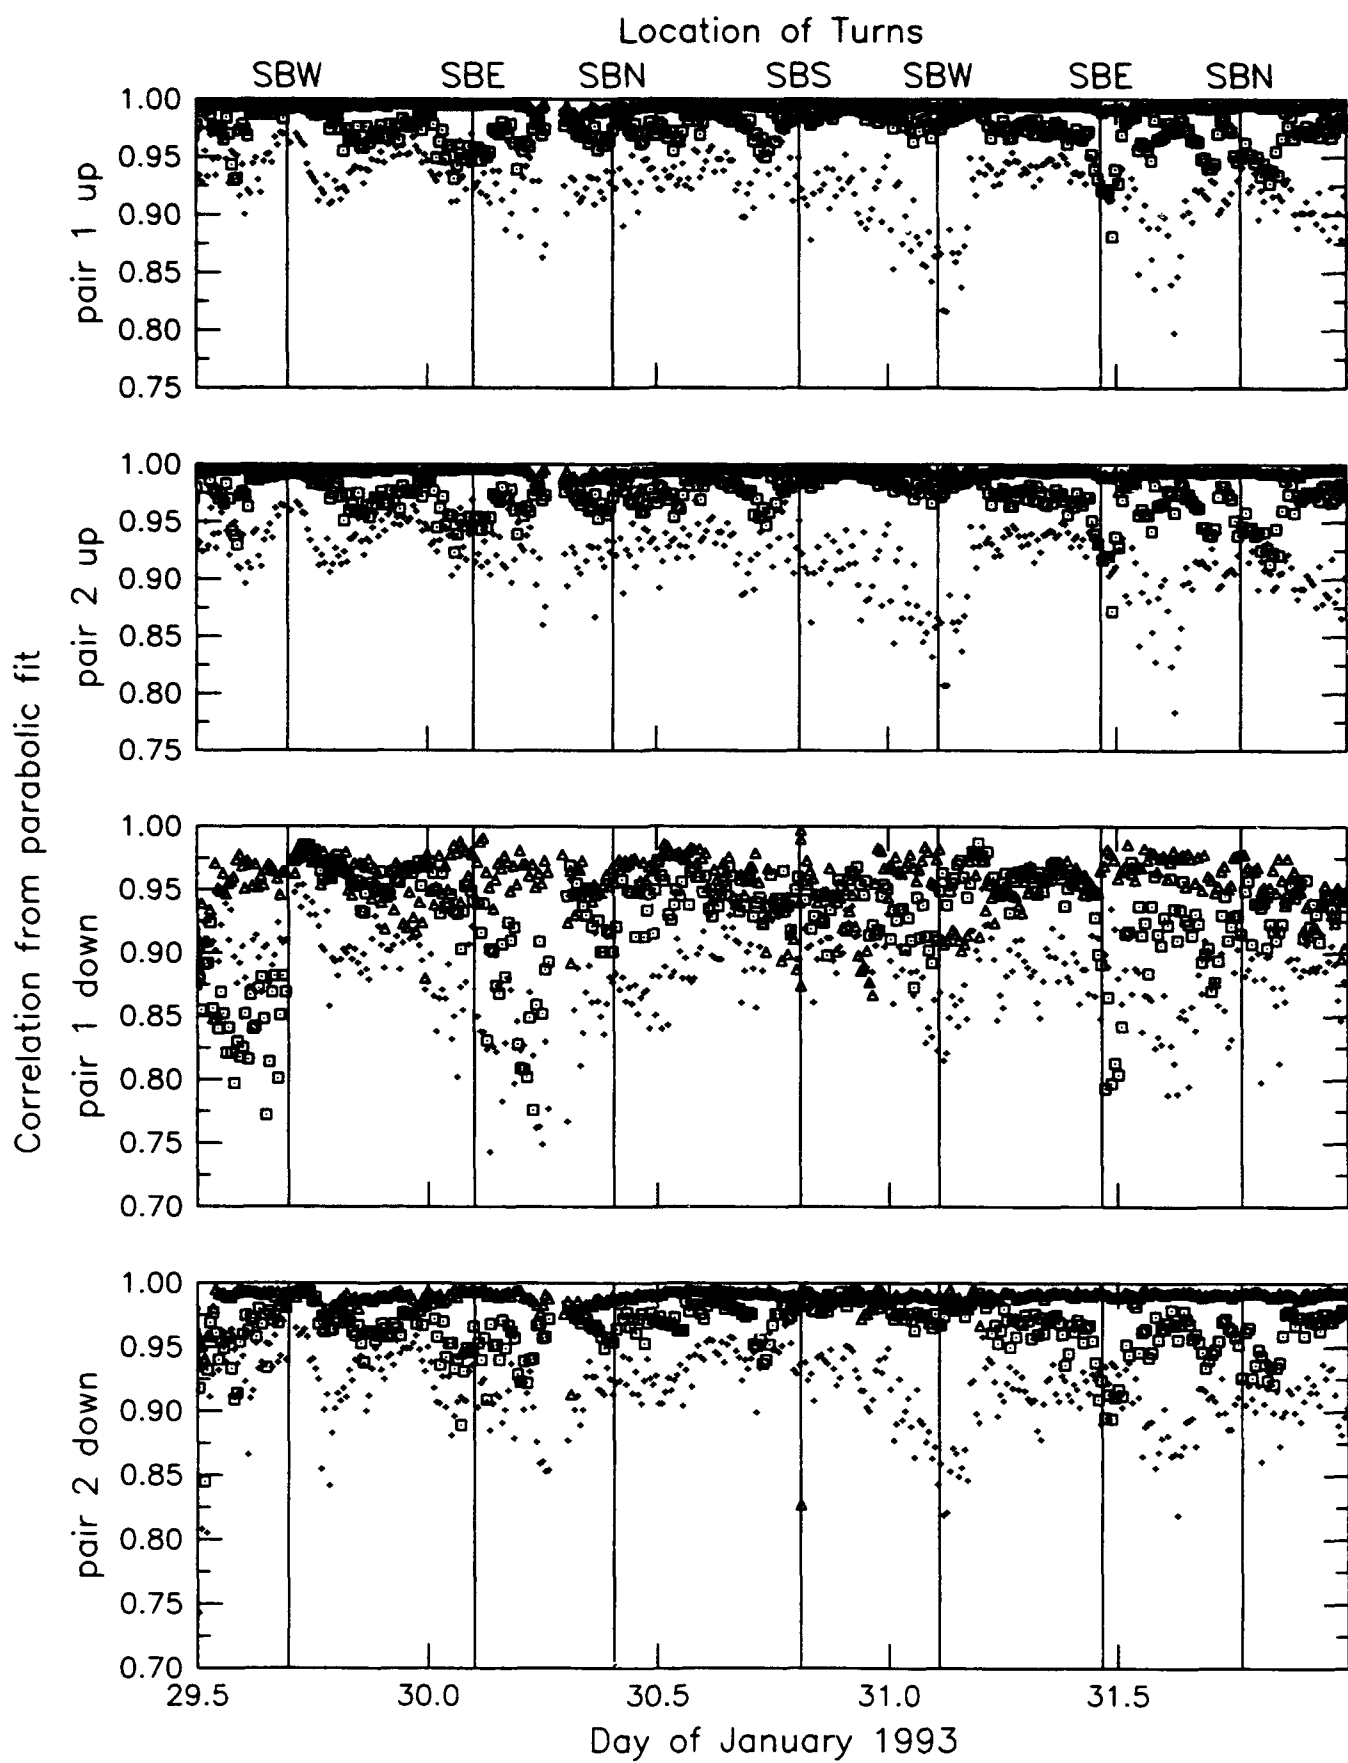 Location of Turns
SBW SBE SBN SBS SBW SBE SBN
1.00
0.95
0.90
0.85
0.80
0.75
pair 1 up
1.00
0.95
0.90
0.85
0.80
0.75
pair 2 up
Correlation from parabolic fit
1.00
0.95
0.90
0.85
0.80
0.75
0.70
pair 1 down
1.00
0.95
0.90
0.85
0.80
0.75
0.70
pair 2 down
29.5 30.0 30.5 31.0 31.5
Day of January 1993